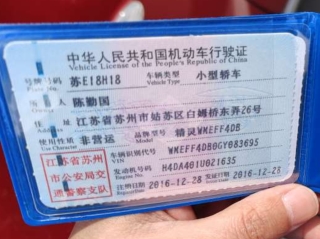 中华人民共和国机动车行驶证
Vehicle License of the People's Republic of China
号牌号码 苏E18H18 车辆类型 小型轿车
Vehicle Type
人 陈勤国
址 江苏省苏州市姑苏区白姆桥东弄26号
使用性质 非营运 品牌型号 精灵WMEFF4DB
Use Character
车辆识别代号 WMEFF4DB0GY083695
VIN
发动机号码 H4DA401U021635
Engine No.
注册日期 2016-12-28 发证日期 2016-12-28
江苏省苏州
市公安局交
通警察支队